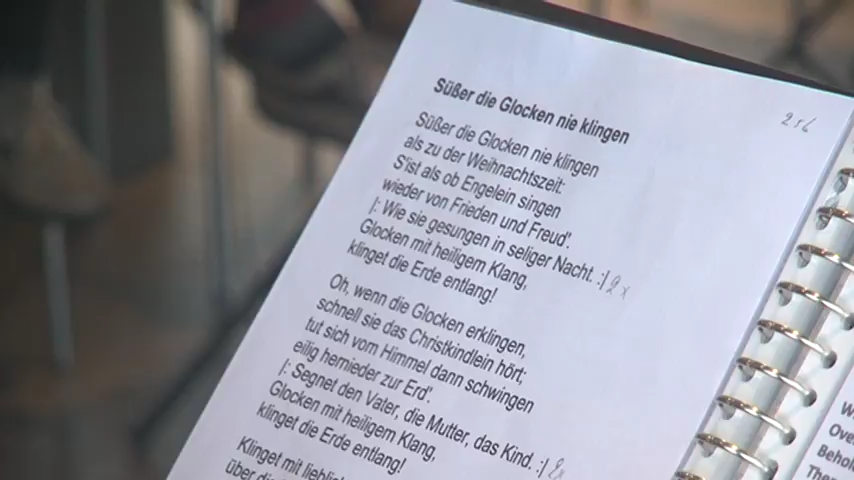 Süßer die Glocken nie klingen
256
Süßer die Glocken nie klingen
als zu der Weihnachtszeit:
S'ist als ob Engelein singen
wieder von Frieden und Freud'.
|: Wie sie gesungen in seliger Nacht. :| 2x
Glocken mit heiligem Klang,
klinget die Erde entlang!
Oh, wenn die Glocken erklingen,
schnell sie das Christkindlein hört;
tut sich vom Himmel dann schwingen
eilig hernieder zur Erd'.
|: Segnet den Vater, die Mutter, das Kind. :| 2x
Glocken mit heiligem Klang,
klinget die Erde entlang!
Klinget mit
über